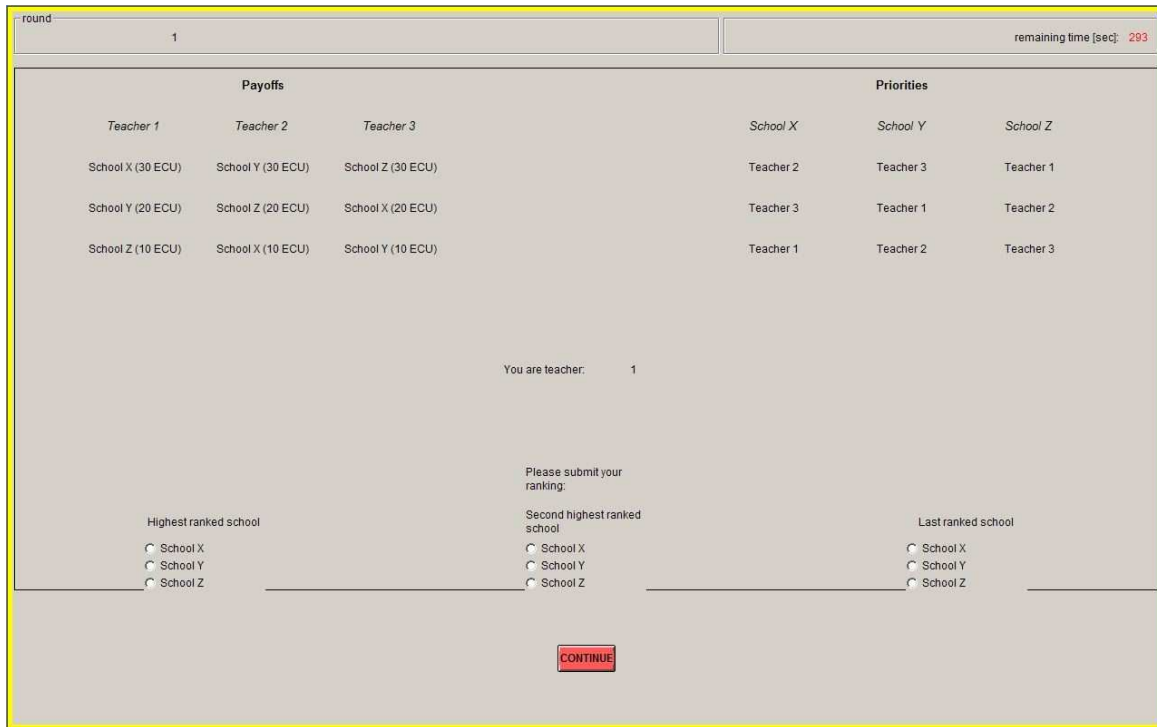 round
1
remaining time [sec]: 293
Payoffs
Priorities
Teacher 1 Teacher 2 Teacher 3 School X School Y School Z
School X (30 ECU) School Y (30 ECU) School Z (30 ECU) Teacher 2 Teacher 3 Teacher 1
School Y (20 ECU) School Z (20 ECU) School X (20 ECU) Teacher 3 Teacher 1 Teacher 2
School Z (10 ECU) School X (10 ECU) School Y (10 ECU) Teacher 1 Teacher 2 Teacher 3
You are teacher: 1
Please submit your
ranking:
Highest ranked school
School X
School Y
School Z
Second highest ranked
school
School X
School Y
School Z
Last ranked school
School X
School Y
School Z
CONTINUE